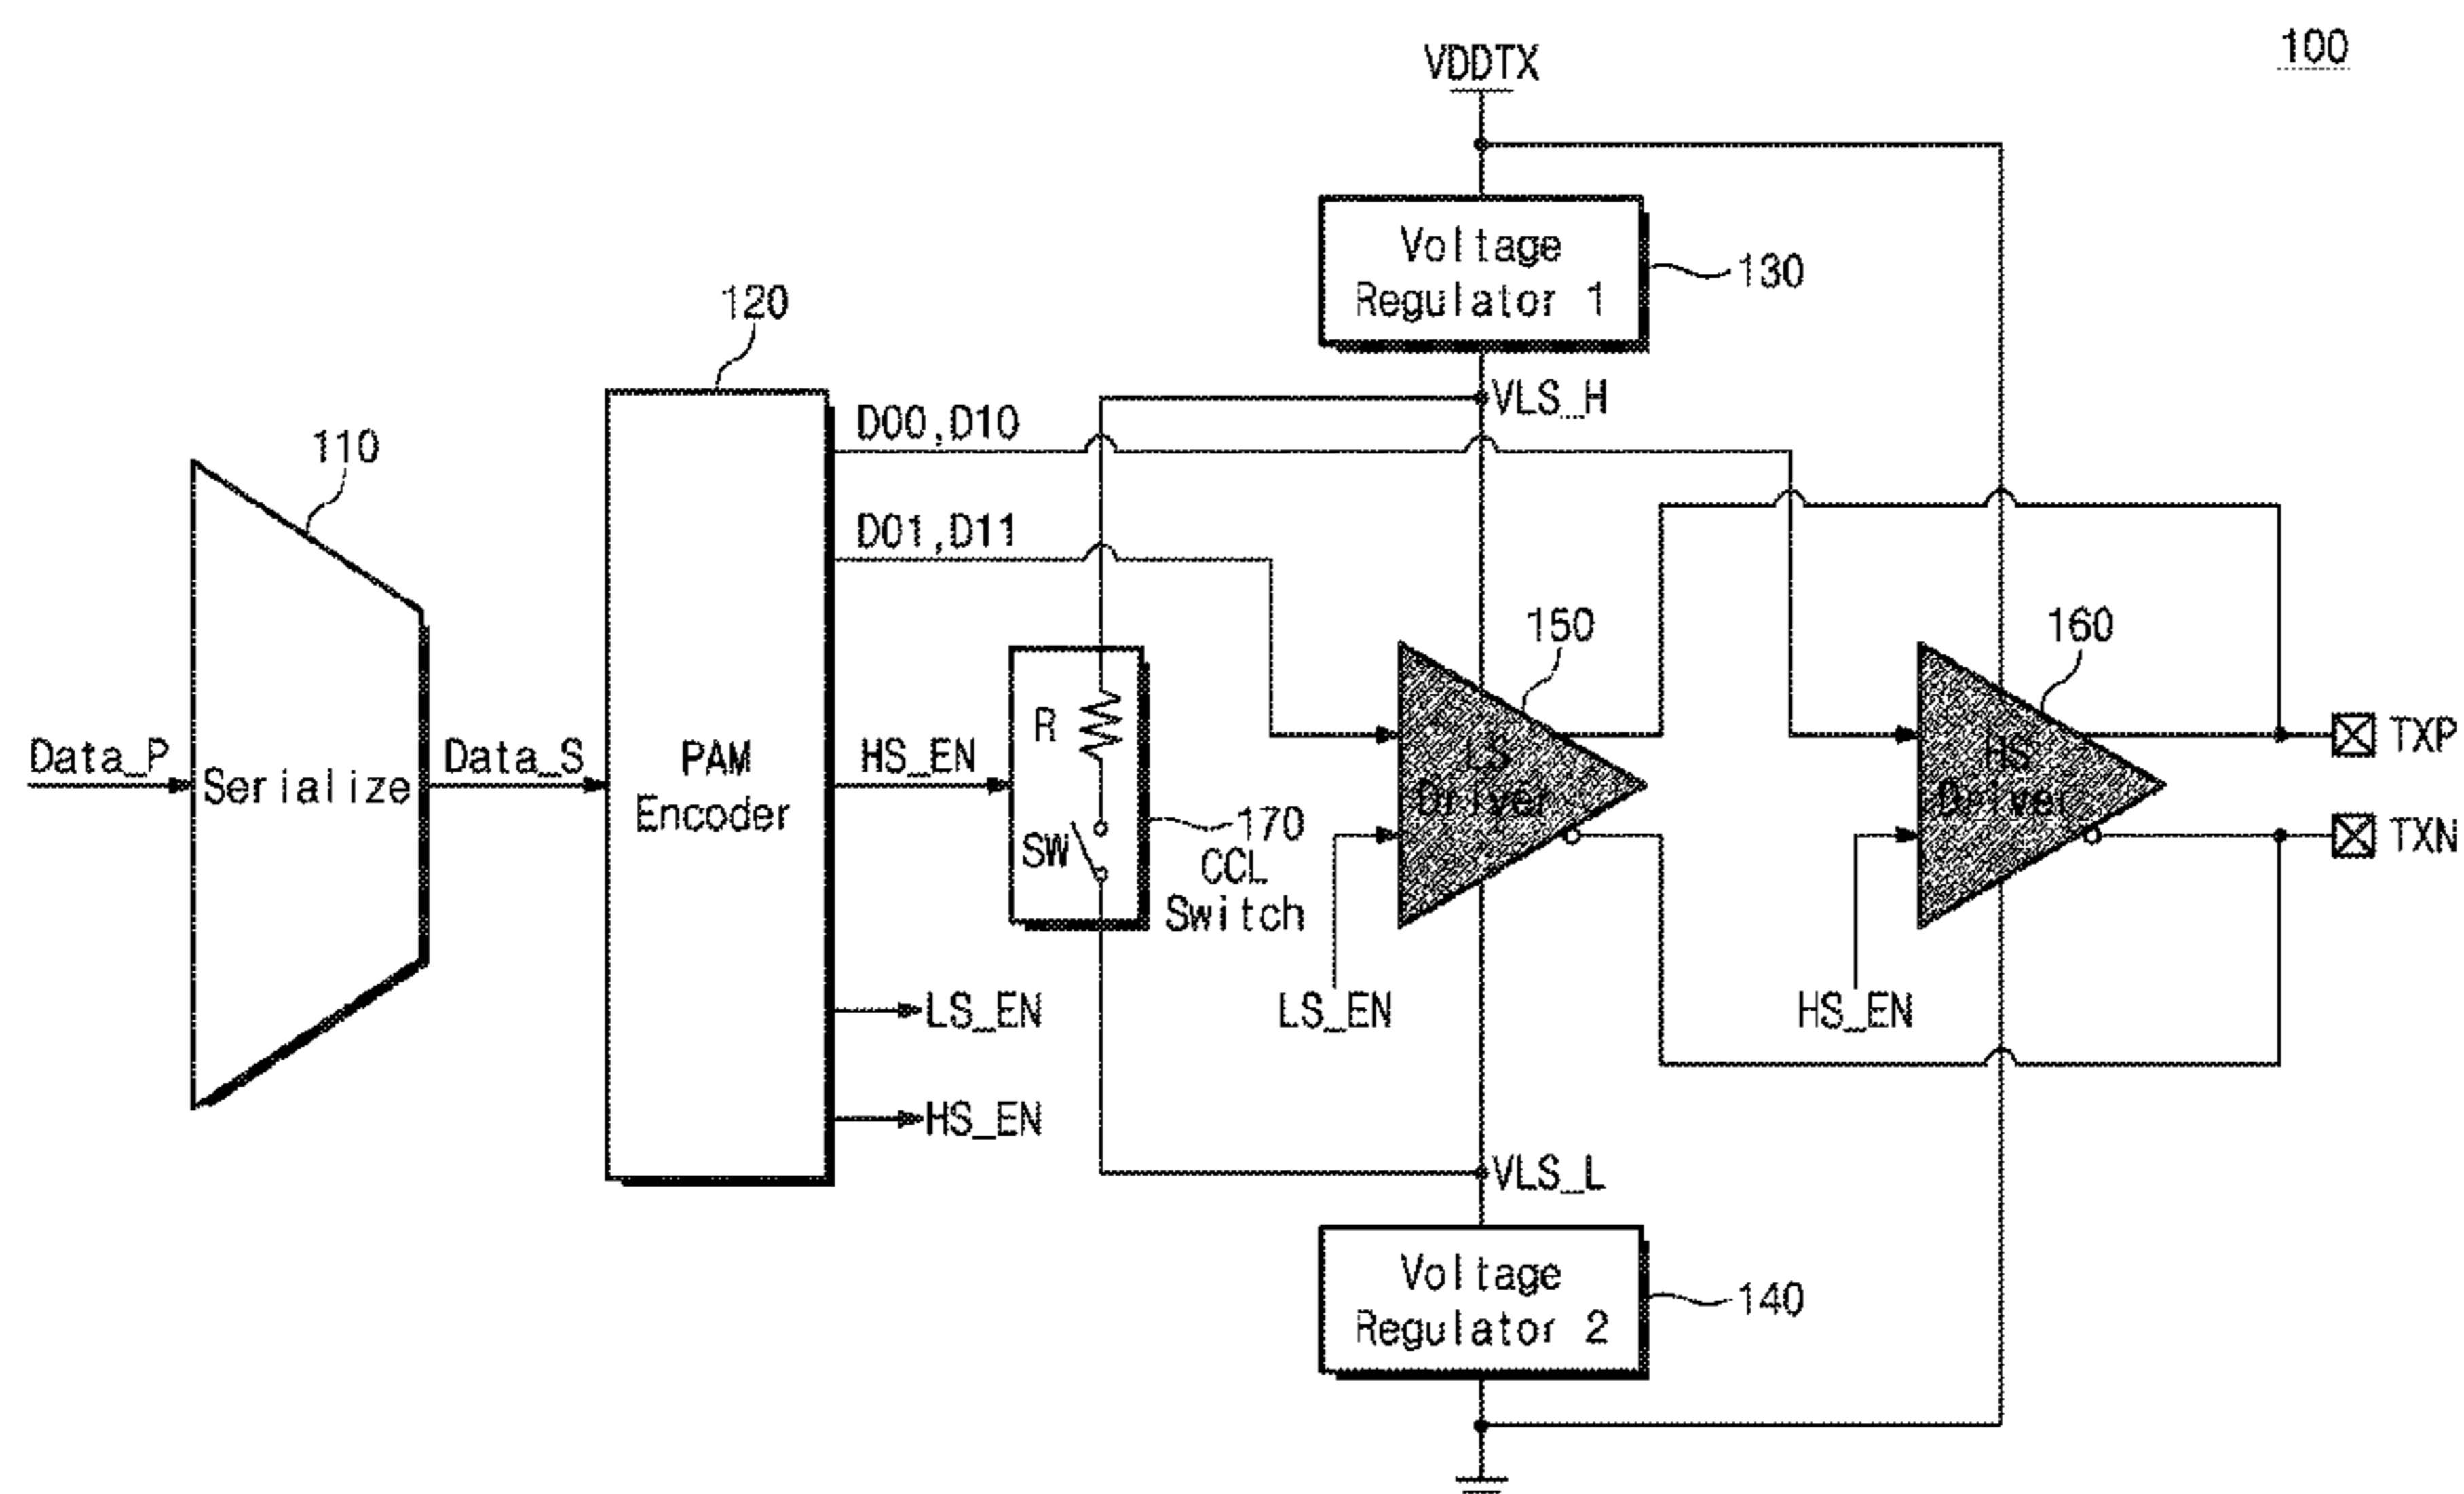 100
VDDTX
Voltage
Regulator 1
130
120
VLS_H
D00,D10
110
D01,D11
150
160
R
LS
Driver
HS
Driver
TXP
Data_P
Serialize
Data_S
PAM
Encoder
HS_EN
SW
170
CCL
Switch
TXN
LS_EN
LS_EN
HS_EN
HS_EN
VLS_L
Voltage
Regulator 2
140